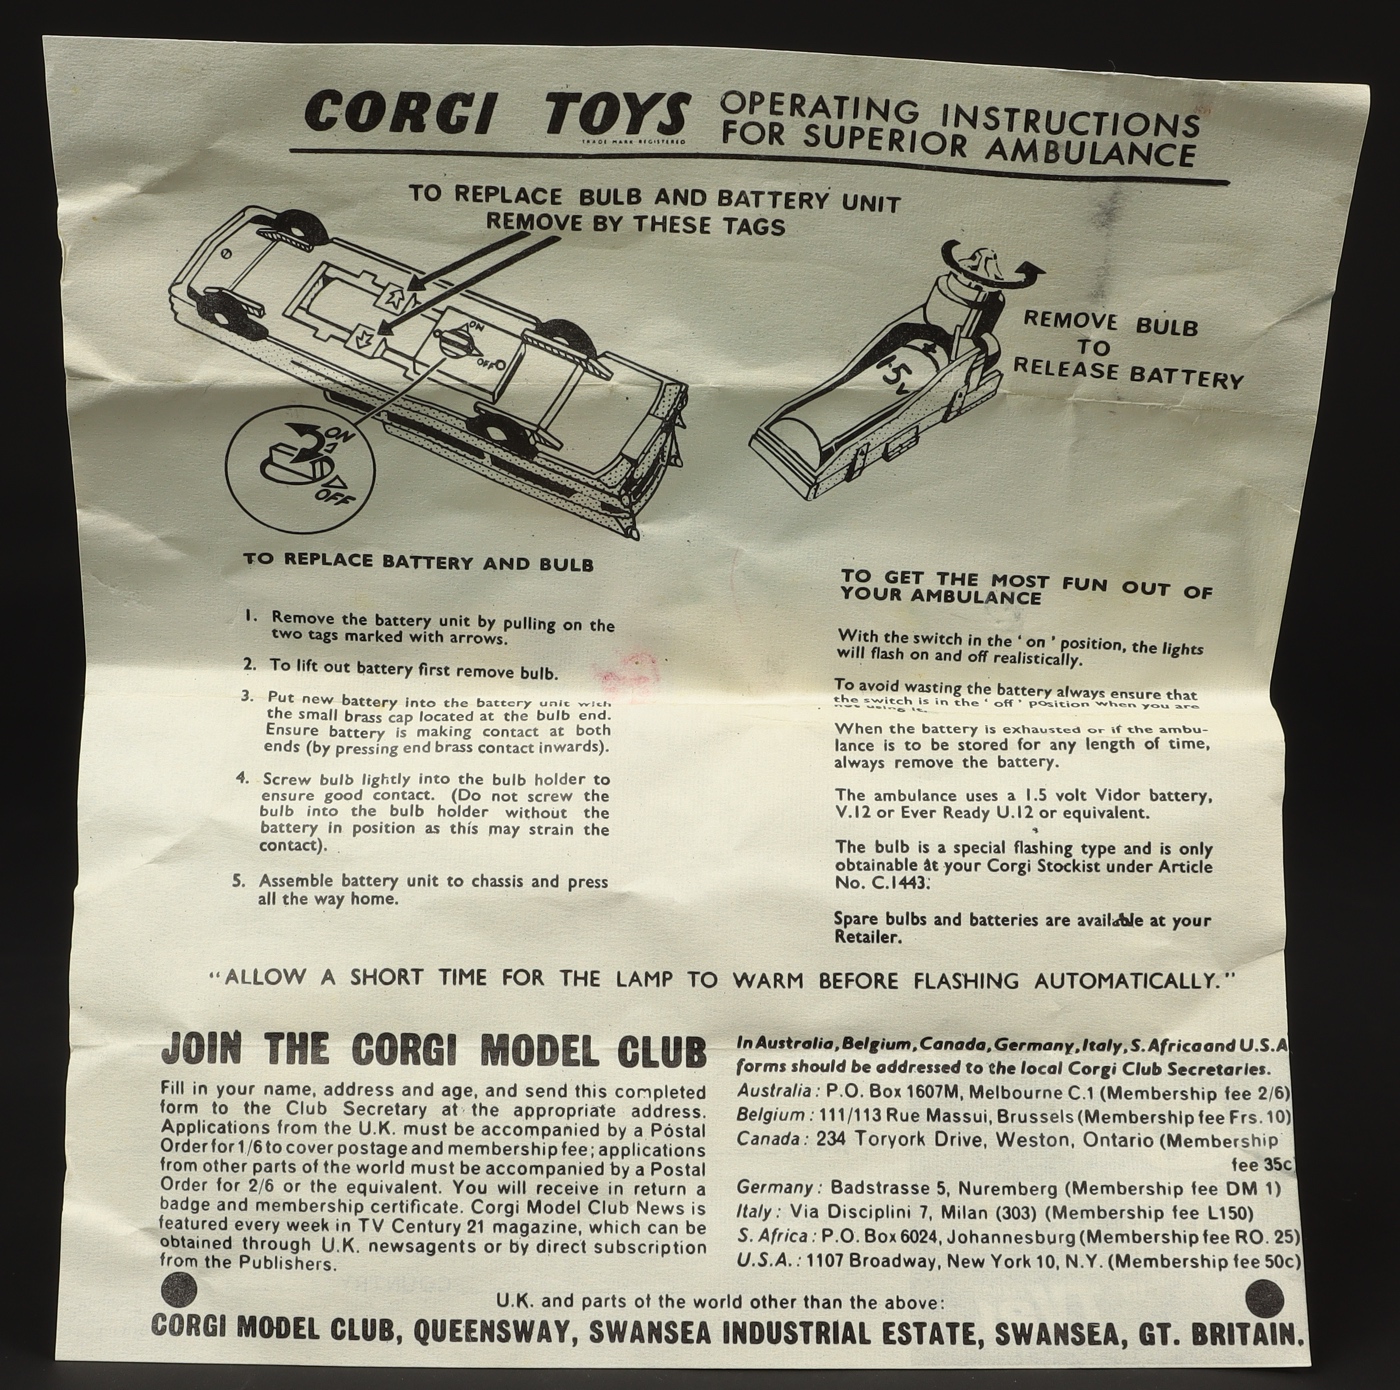 CORGI TOYS
TRADE MARK REGISTERED
OPERATING INSTRUCTIONS
FOR SUPERIOR AMBULANCE
TO REPLACE BULB AND BATTERY UNIT
REMOVE BY THESE TAGS
ON
OFF
ON
OFF
1.5v
+
REMOVE BULB
TO
RELEASE BATTERY
TO REPLACE BATTERY AND BULB
1. Remove the battery unit by pulling on the
two tags marked with arrows.
2. To lift out battery first remove bulb.
3. Put new battery into the battery unit with
the small brass cap located at the bulb end.
Ensure battery is making contact at both
ends (by pressing end brass contact inwards).
4. Screw bulb lightly into the bulb holder to
ensure good contact. (Do not screw the
bulb into the bulb holder without the
battery in position as this may strain the
contact).
5. Assemble battery unit to chassis and press
all the way home.
TO GET THE MOST FUN OUT OF
YOUR AMBULANCE
With the switch in the ' on ' position, the lights
will flash on and off realistically.
To avoid wasting the battery always ensure that
the switch is in the ' off ' position when you are
not using it.
When the battery is exhausted or if the ambu-
lance is to be stored for any length of time,
always remove the battery.
The ambulance uses a 1.5 volt Vidor battery,
V.12 or Ever Ready U.12 or equivalent.
The bulb is a special flashing type and is only
obtainable at your Corgi Stockist under Article
No. C.1443.
Spare bulbs and batteries are available at your
Retailer.
"ALLOW A SHORT TIME FOR THE LAMP TO WARM BEFORE FLASHING AUTOMATICALLY."
JOIN THE CORGI MODEL CLUB
Fill in your name, address and age, and send this completed
form to the Club Secretary at the appropriate address.
Applications from the U.K. must be accompanied by a Postal
Order for 1/6 to cover postage and membership fee; applications
from other parts of the world must be accompanied by a Postal
Order for 2/6 or the equivalent. You will receive in return a
badge and membership certificate. Corgi Model Club News is
featured every week in TV Century 21 magazine, which can be
obtained through U.K. newsagents or by direct subscription
from the Publishers.
In Australia, Belgium, Canada, Germany, Italy, S. Africa and U.S.A
forms should be addressed to the local Corgi Club Secretaries.
Australia: P.O. Box 1607M, Melbourne C.1 (Membership fee 2/6)
Belgium: 111/113 Rue Massui, Brussels (Membership fee Frs. 10)
Canada: 234 Toryork Drive, Weston, Ontario (Membership
fee 35c)
Germany: Badstrasse 5, Nuremberg (Membership fee DM 1)
Italy: Via Disciplini 7, Milan (303) (Membership fee L150)
S. Africa: P.O. Box 6024, Johannesburg (Membership fee RO. 25)
U.S.A.: 1107 Broadway, New York 10, N.Y. (Membership fee 50c)
U.K. and parts of the world other than the above:
CORGI MODEL CLUB, QUEENSWAY, SWANSEA INDUSTRIAL ESTATE, SWANSEA, GT. BRITAIN.